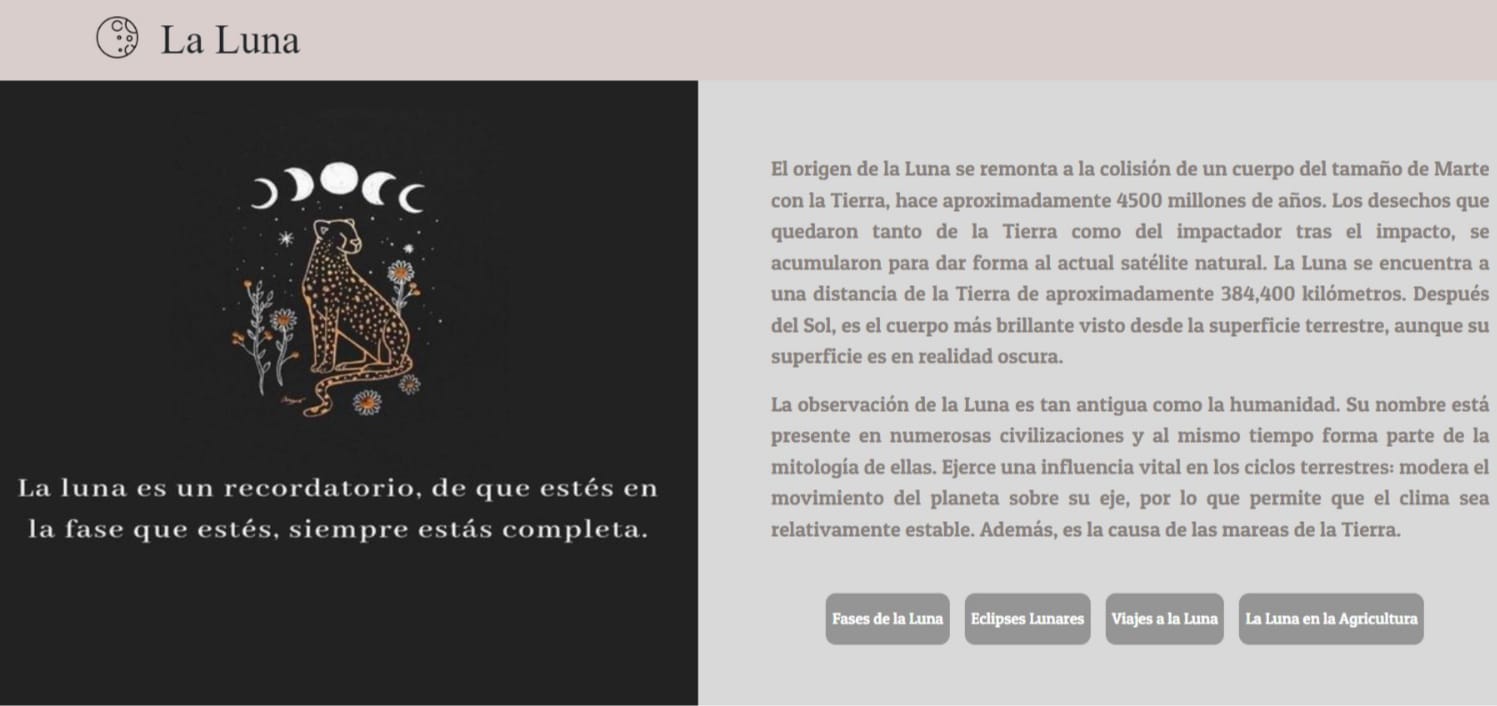 La Luna
La luna es un recordatorio, de que estés en
la fase que estés, siempre estás completa.
El origen de la Luna se remonta a la colisión de un cuerpo del tamaño de Marte
con la Tierra, hace aproximadamente 4500 millones de años. Los desechos que
quedaron tanto de la Tierra como del impactador tras el impacto, se
acumularon para dar forma al actual satélite natural. La Luna se encuentra a
una distancia de la Tierra de aproximadamente 384,400 kilómetros. Después
del Sol, es el cuerpo más brillante visto desde la superficie terrestre, aunque su
superficie es en realidad oscura.
La observación de la Luna es tan antigua como la humanidad. Su nombre está
presente en numerosas civilizaciones y al mismo tiempo forma parte de la
mitología de ellas. Ejerce una influencia vital en los ciclos terrestres: modera el
movimiento del planeta sobre su eje, por lo que permite que el clima sea
relativamente estable. Además, es la causa de las mareas de la Tierra.
Fases de la Luna
Eclipses Lunares
Viajes a la Luna
La Luna en la Agricultura